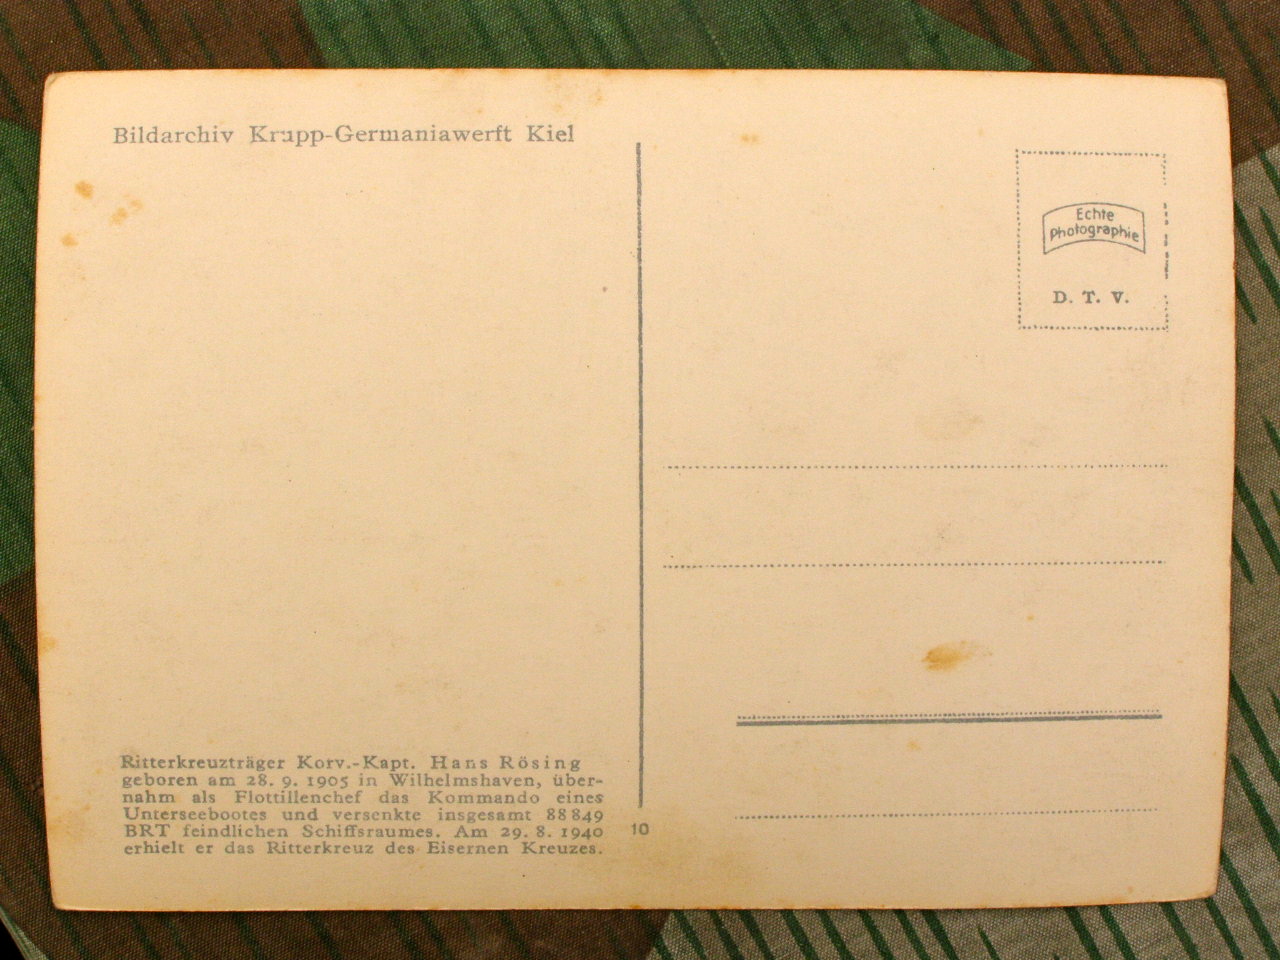 Bildarchiv Krupp-Germaniawerft Kiel
Echte
Photographie
D. T. V.
Ritterkreuzträger Korv.-Kapt. Hans Rösing
geboren am 28. 9. 1905 in Wilhelmshaven, über-
nahm als Flottillenchef das Kommando eines
Unterseebootes und versenkte insgesamt 88 849
BRT feindlichen Schiffsraumes. Am 29. 8. 1940
erhielt er das Ritterkreuz des Eisernen Kreuzes.
10